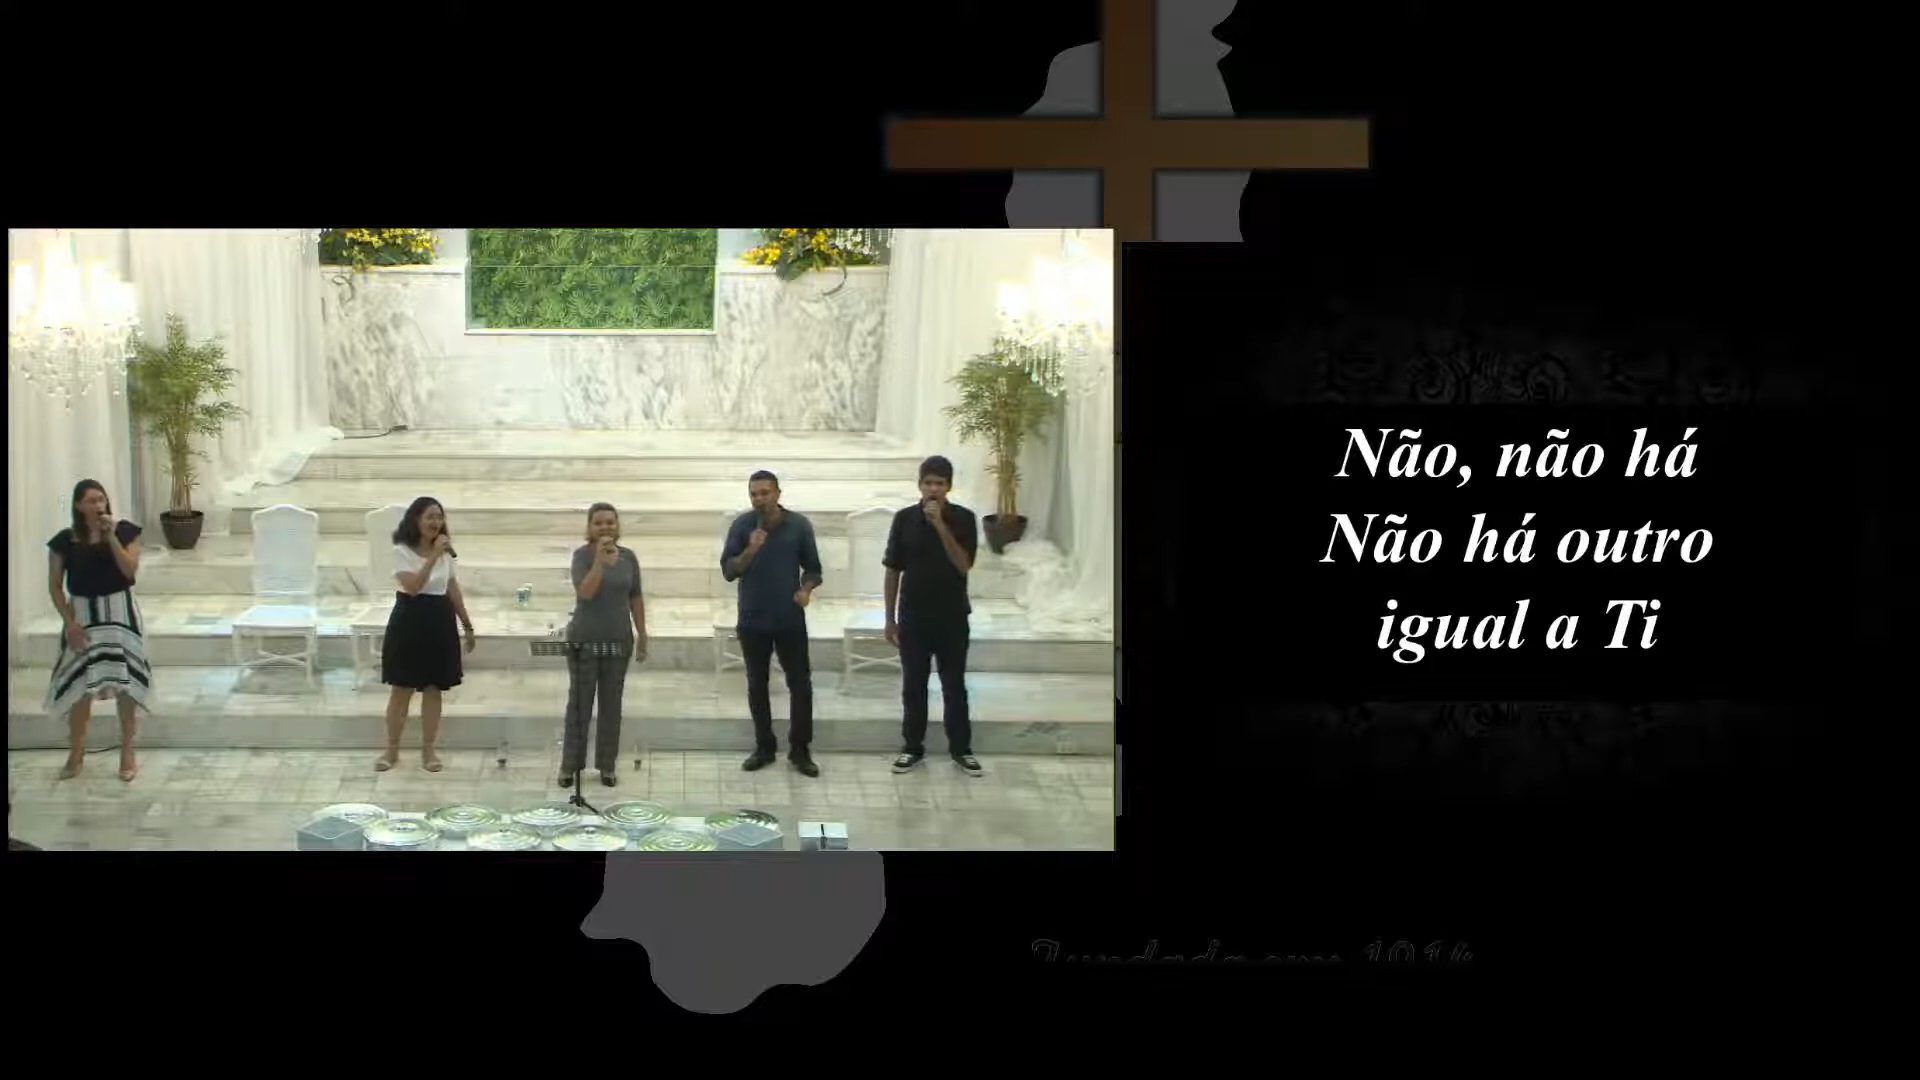 Não, não há
Não há outro
igual a Ti